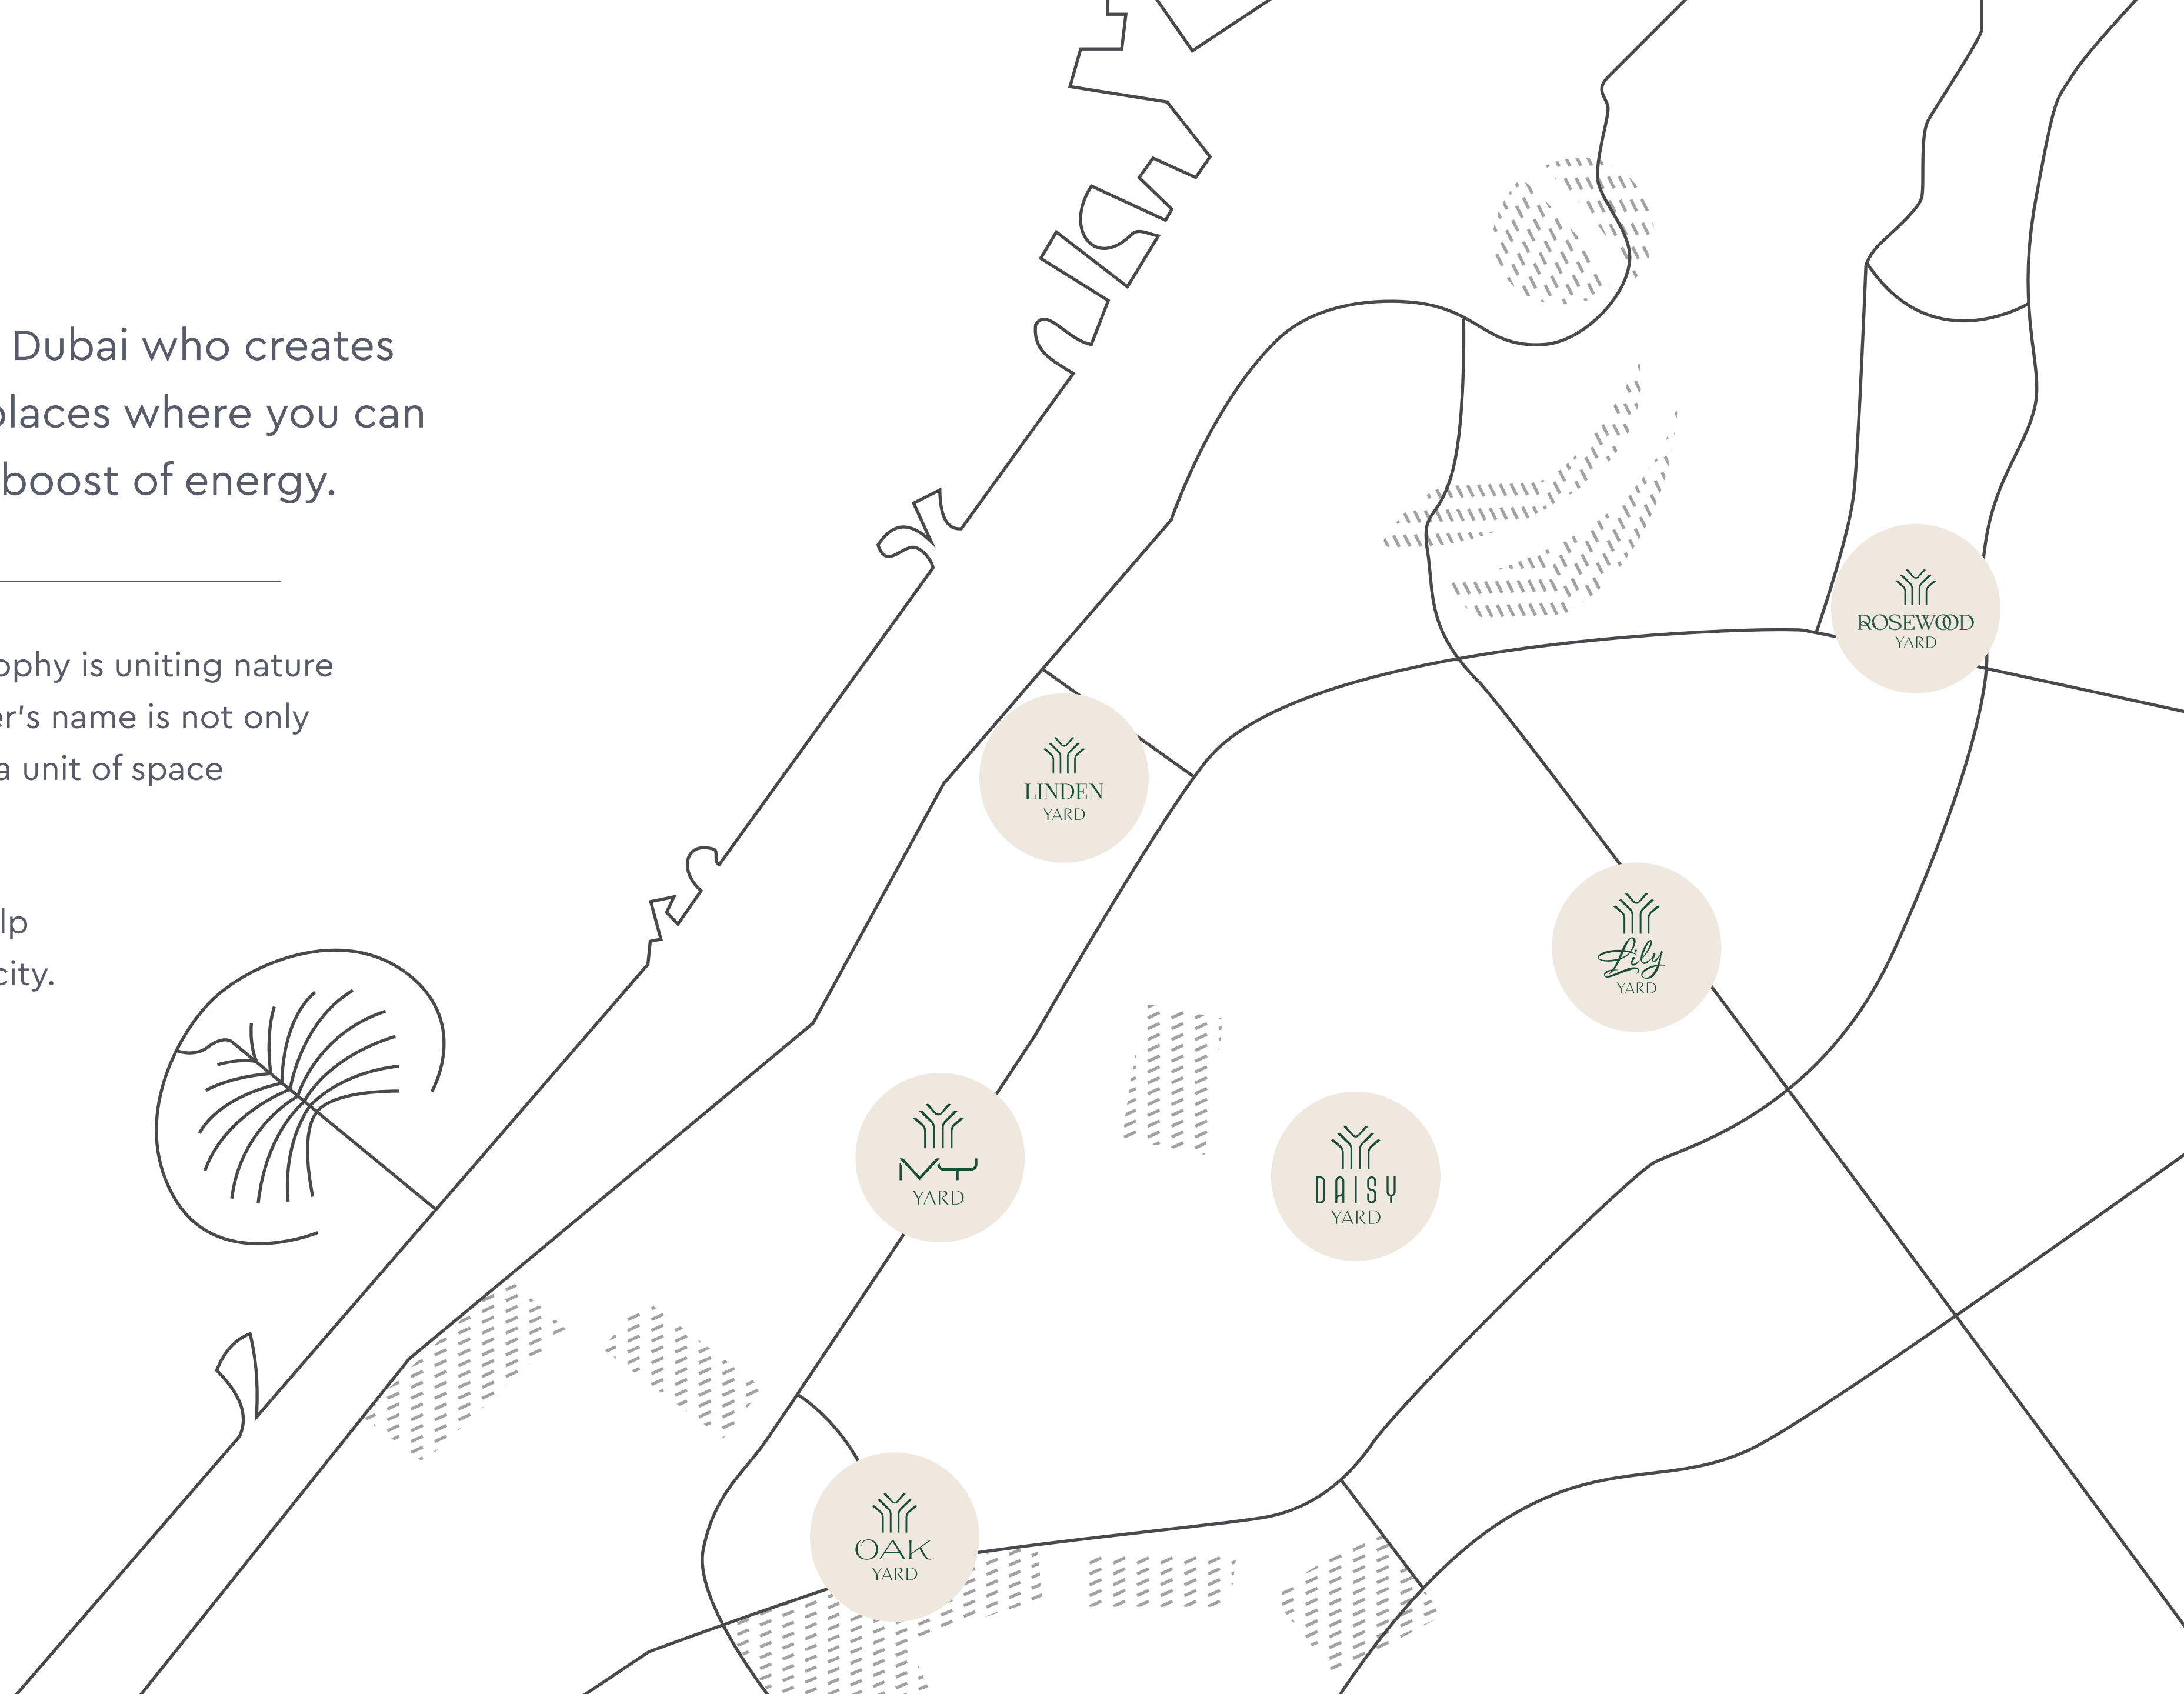 Dubai who creates
places where you can
boost of energy.
ophy is uniting nature
er's name is not only
a unit of space
lp
city.
ROSEWOOD
YARD
LINDEN
YARD
Lily
YARD
MY
YARD
DAISY
YARD
OAK
YARD